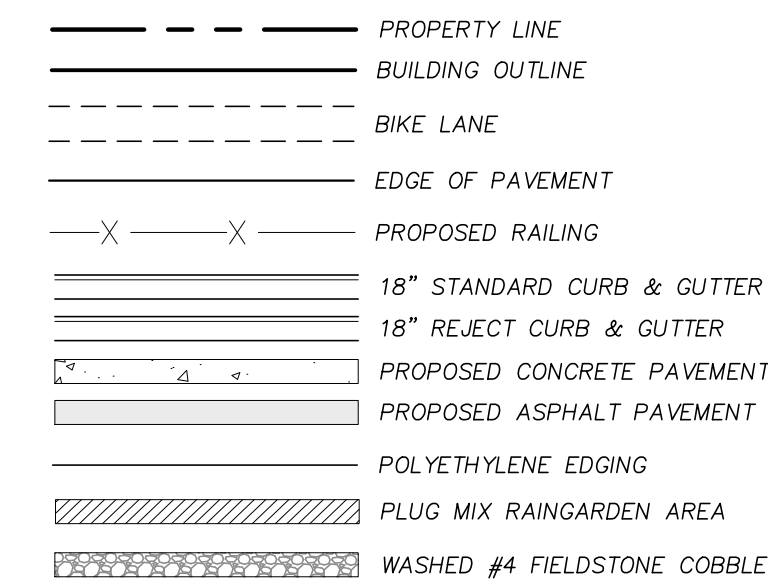 PROPERTY LINE
BUILDING OUTLINE
BIKE LANE
EDGE OF PAVEMENT
PROPOSED RAILING
18" STANDARD CURB & GUTTER
18" REJECT CURB & GUTTER
PROPOSED CONCRETE PAVEMENT
PROPOSED ASPHALT PAVEMENT
POLYETHYLENE EDGING
PLUG MIX RAINGARDEN AREA
WASHED #4 FIELDSTONE COBBLE